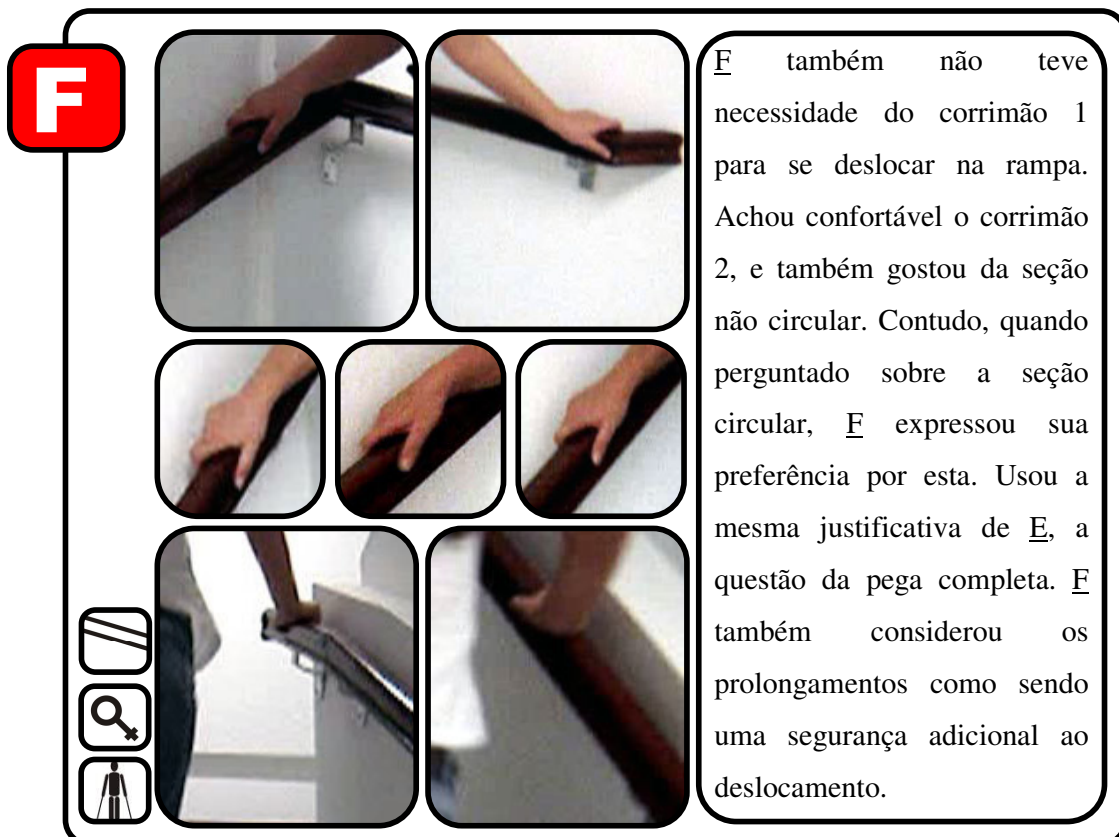 F
F também não teve
necessidade do corrimão 1
para se deslocar na rampa.
Achou confortável o corrimão
2, e também gostou da seção
não circular. Contudo, quando
perguntado sobre a seção
circular, F expressou sua
preferência por esta. Usou a
mesma justificativa de E, a
questão da pega completa. F
também considerou os
prolongamentos como sendo
uma segurança adicional ao
deslocamento.